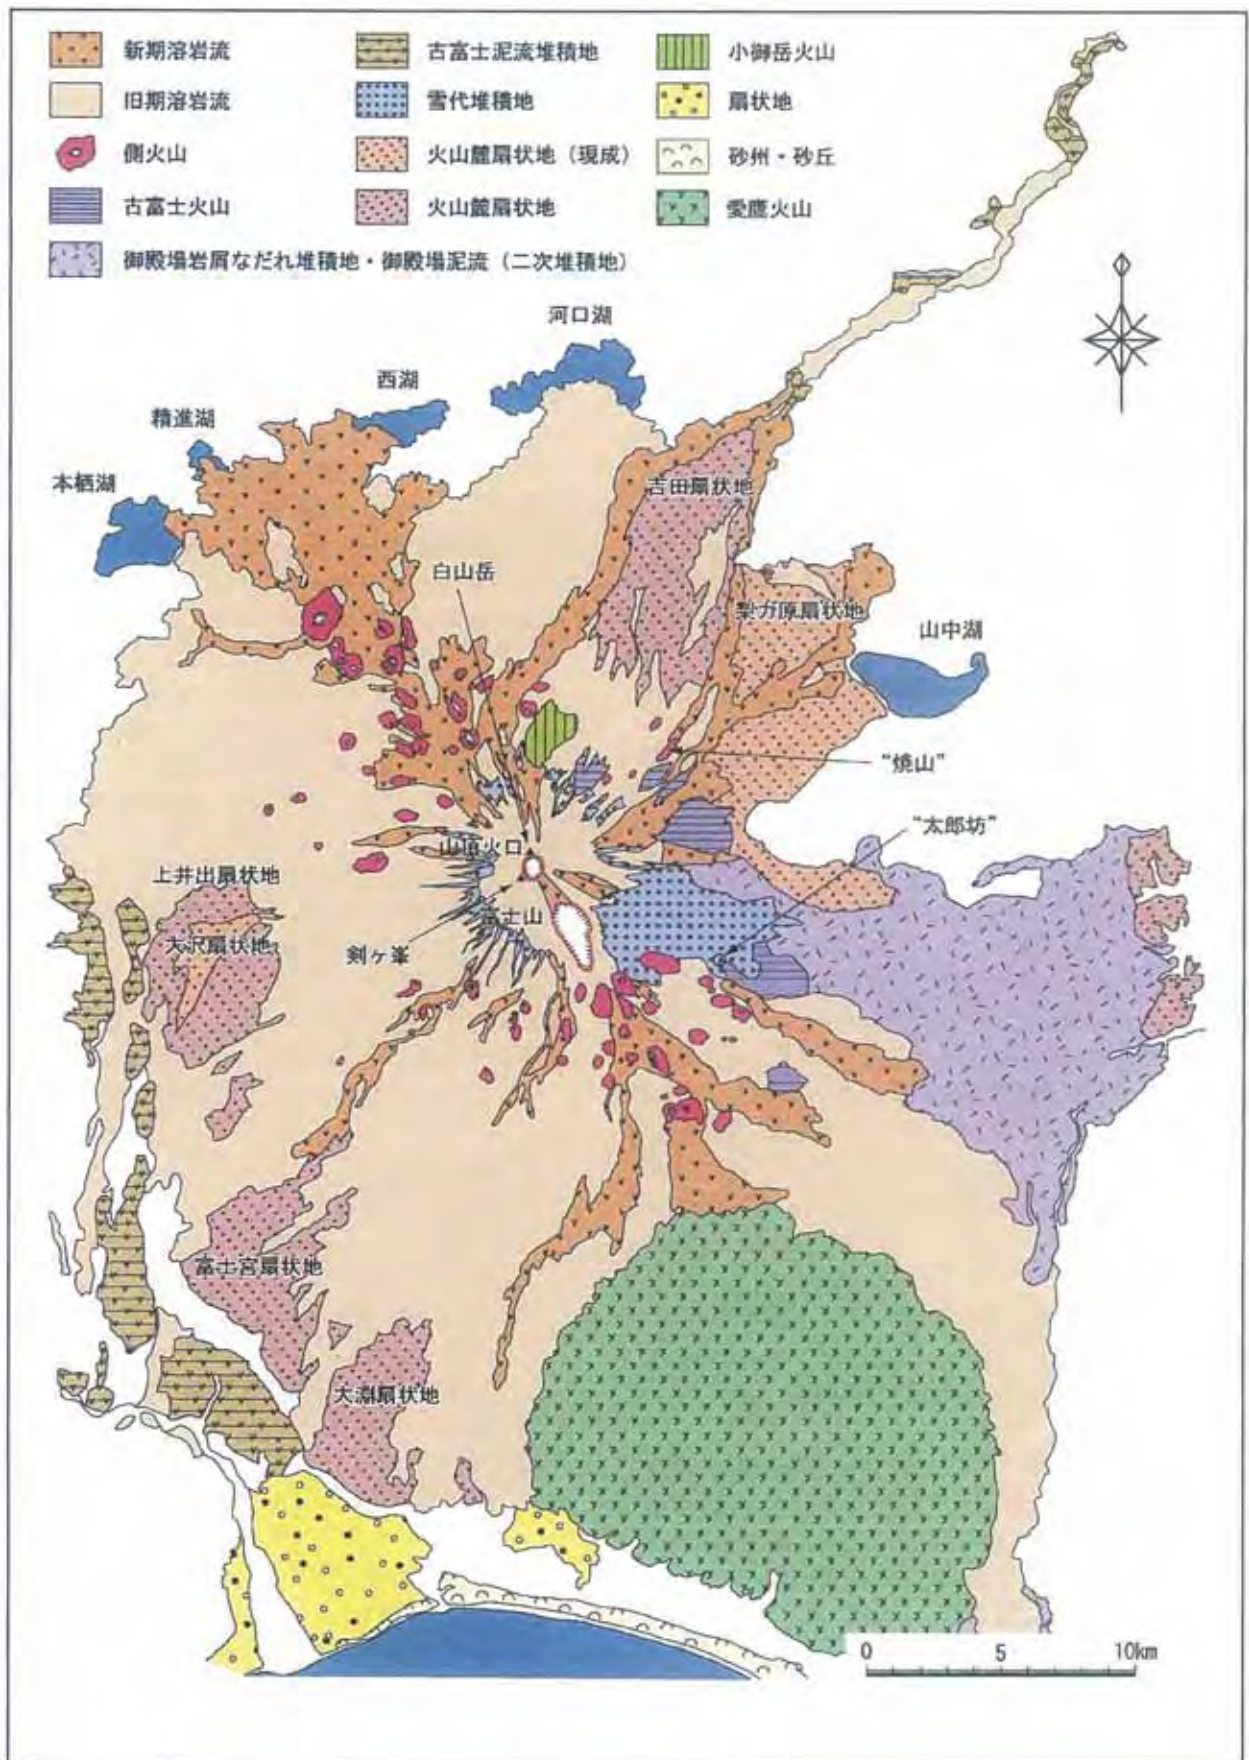 新期溶岩流
古富士泥流堆積地
小御岳火山
旧期溶岩流
雪代堆積地
扇状地
側火山
火山麓扇状地（現成）
砂州・砂丘
古富士火山
火山麓扇状地
愛鷹火山
御殿場岩屑なだれ堆積地・御殿場泥流（二次堆積地）
河口湖
西湖
精進湖
本栖湖
吉田扇状地
白山岳
梨ガ原扇状地
山中湖
“焼山”
“太郎坊”
山頂火口
上井出扇状地
富士山
大沢扇状地
剣ヶ峯
富士宮扇状地
大淵扇状地
0 5 10km